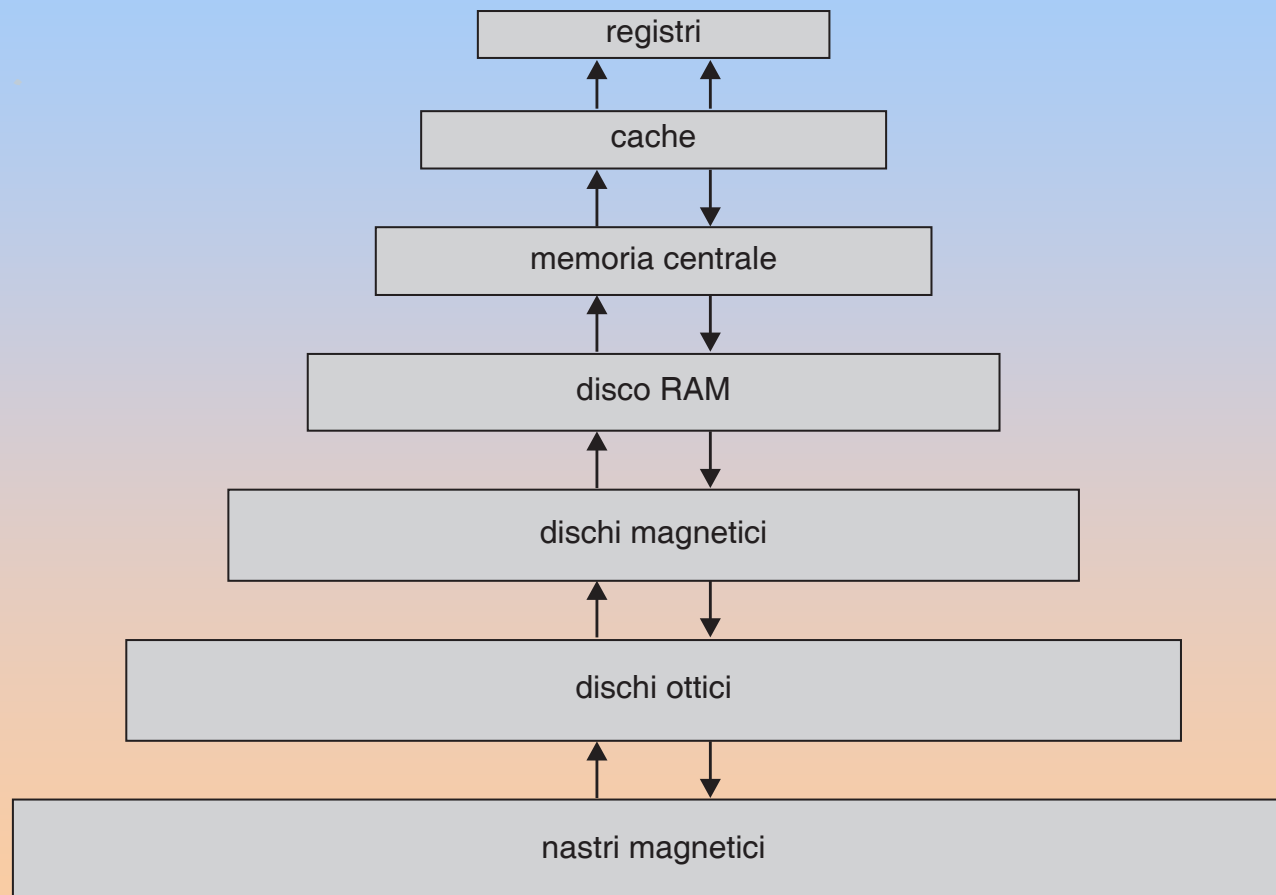 registri
cache
memoria centrale
disco RAM
dischi magnetici
dischi ottici
nastri magnetici